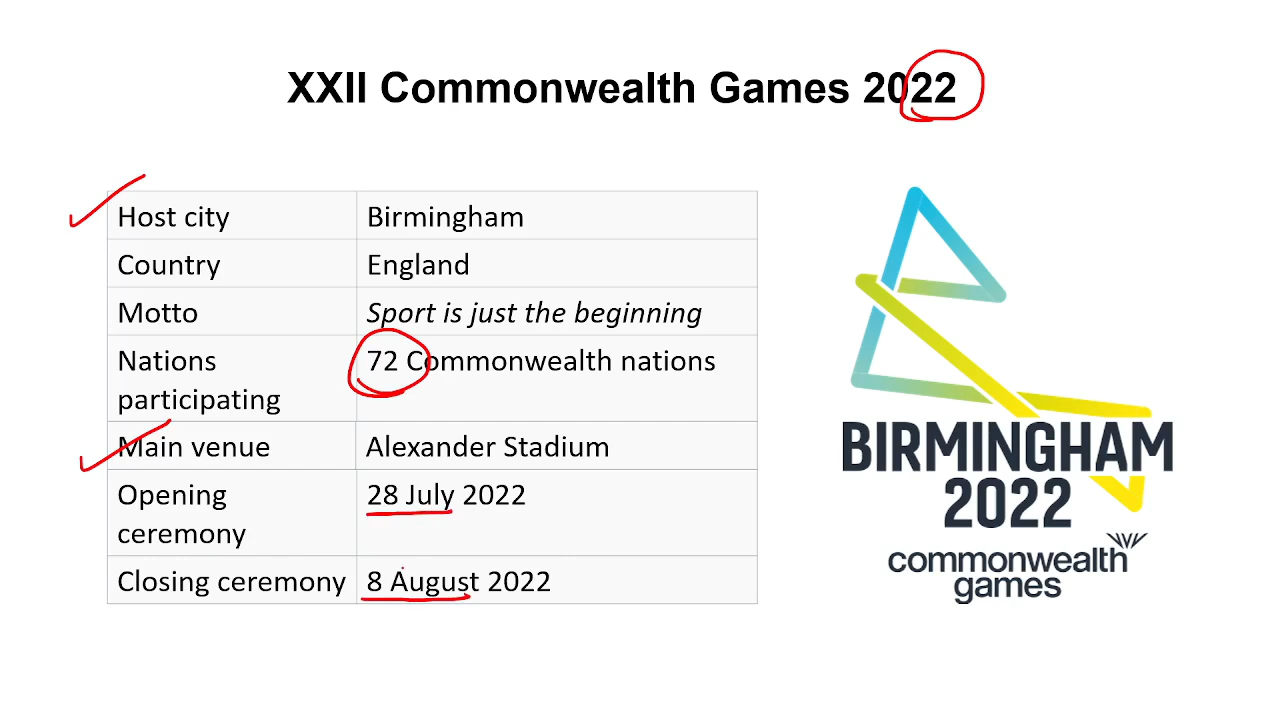 XXII Commonwealth Games 2022
Host city Birmingham
Country England
Motto Sport is just the beginning
Nations participating 72 Commonwealth nations
Main venue Alexander Stadium
Opening ceremony 28 July 2022
Closing ceremony 8 August 2022
BIRMINGHAM
2022
commonwealth
games